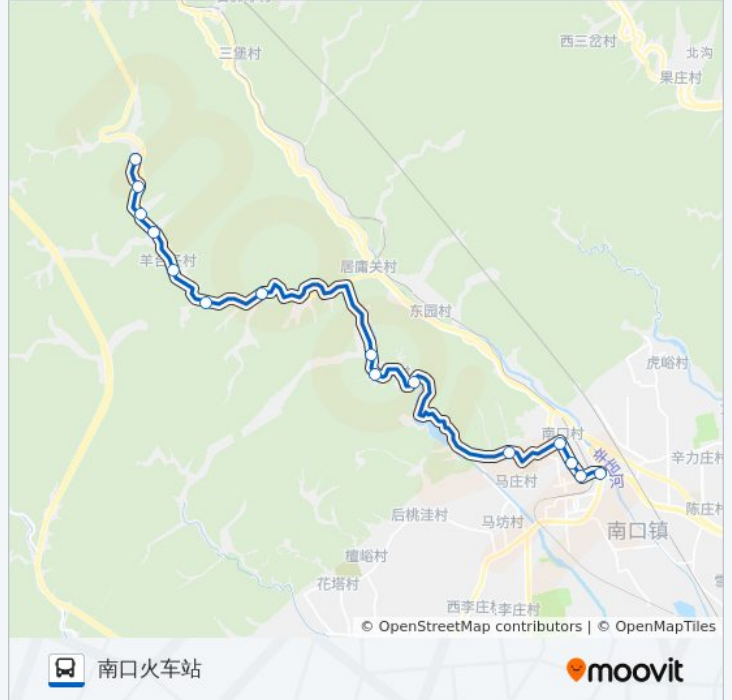 三堡村
西三岔村
北沟
果庄村
羊台子村
居庸关村
东园村
虎峪村
南口村
辛店河
辛力庄村
马庄村
陈庄村
后桃洼村
马坊村
南口镇
檀峪村
花塔村
西李庄村
李庄村
© OpenStreetMap contributors | © OpenMapTiles
南口火车站
moovit